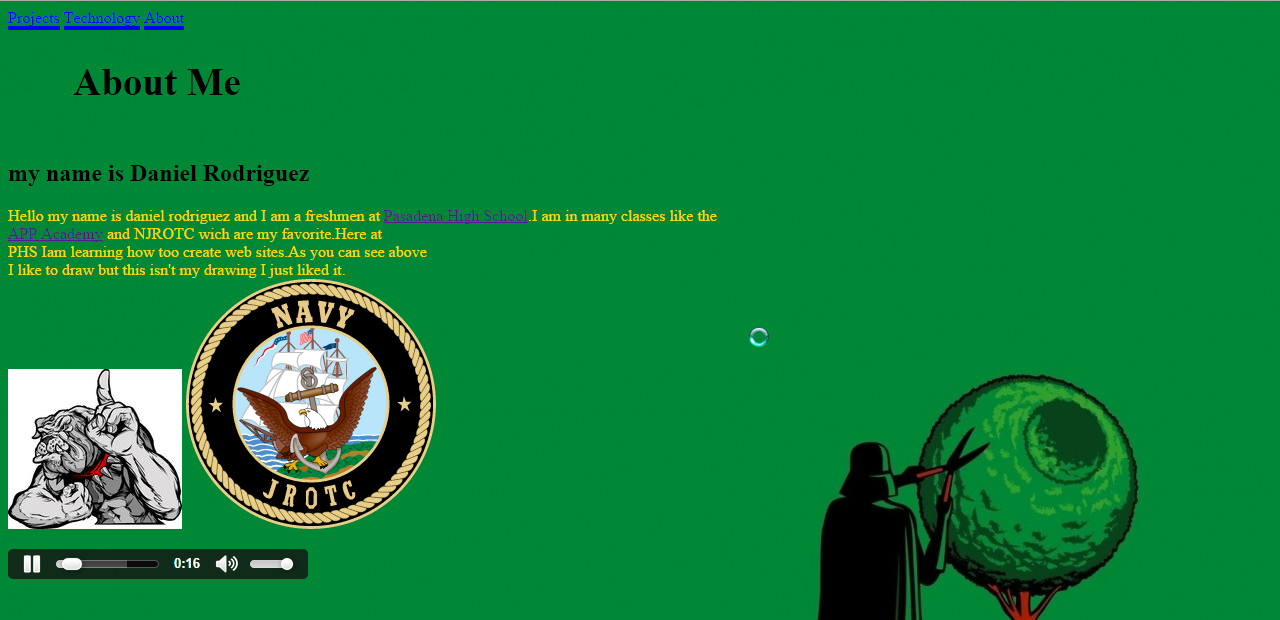 Projects Technology About
About Me
my name is Daniel Rodriguez
Hello my name is daniel rodriguez and I am a freshmen at Pasadena High School.I am in many classes like the
APP Academy and NJROTC wich are my favorite.Here at
PHS Iam learning how too create web sites.As you can see above
I like to draw but this isn't my drawing I just liked it.
NAVY
JROTC
0:16